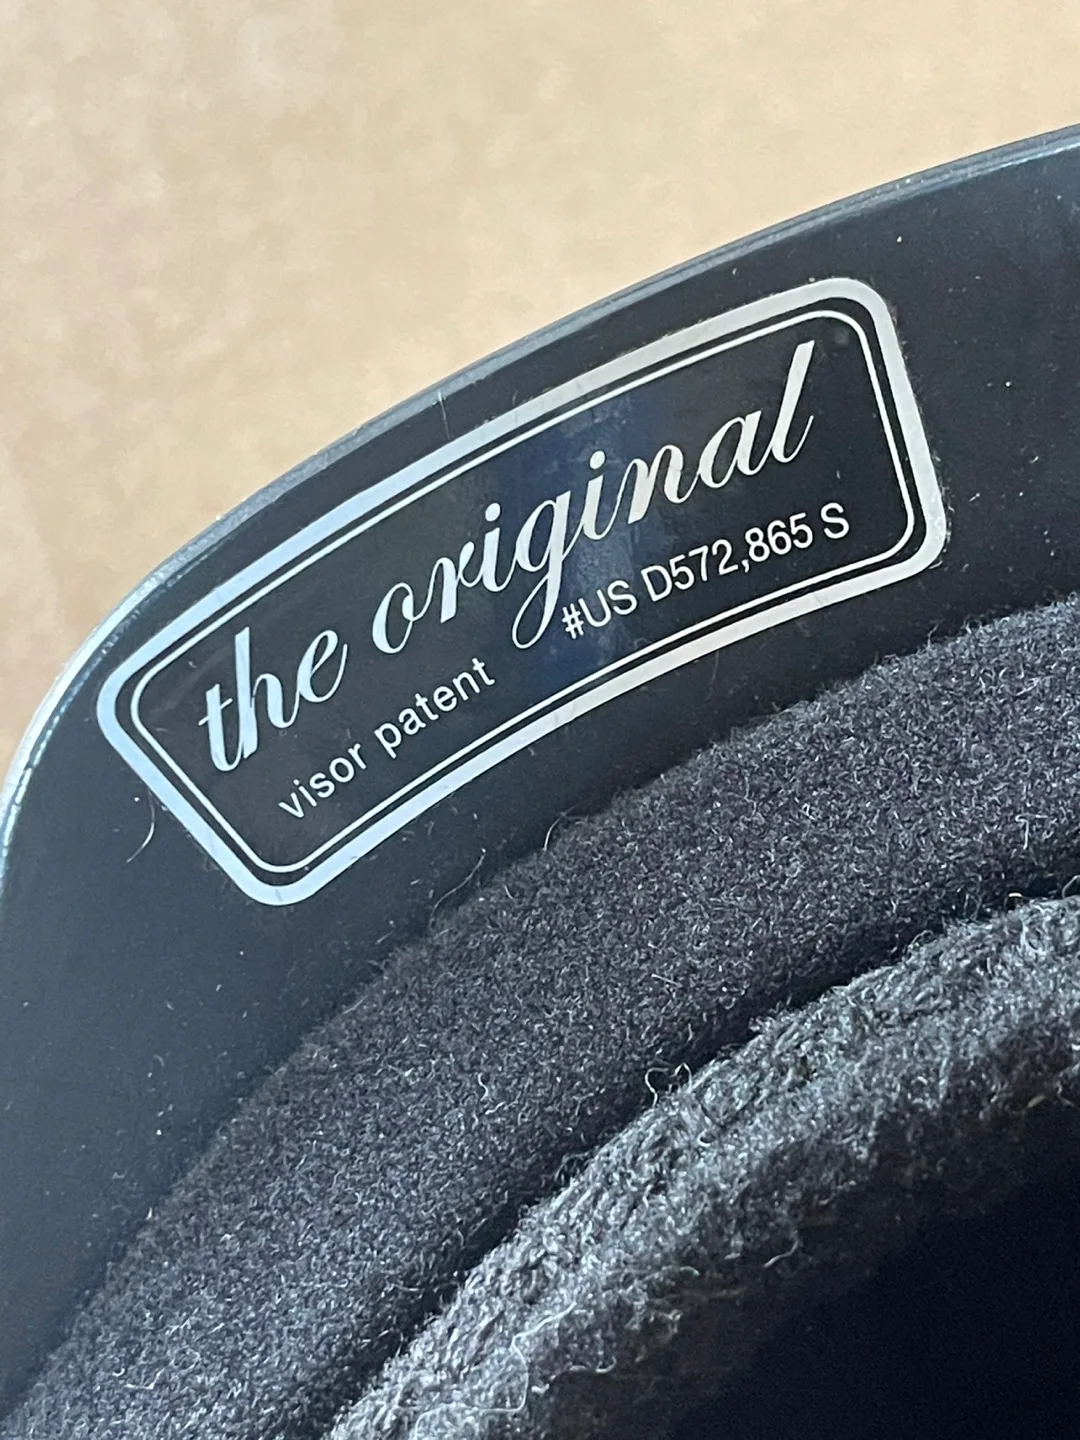 the original
visor patent #US D572,865 S